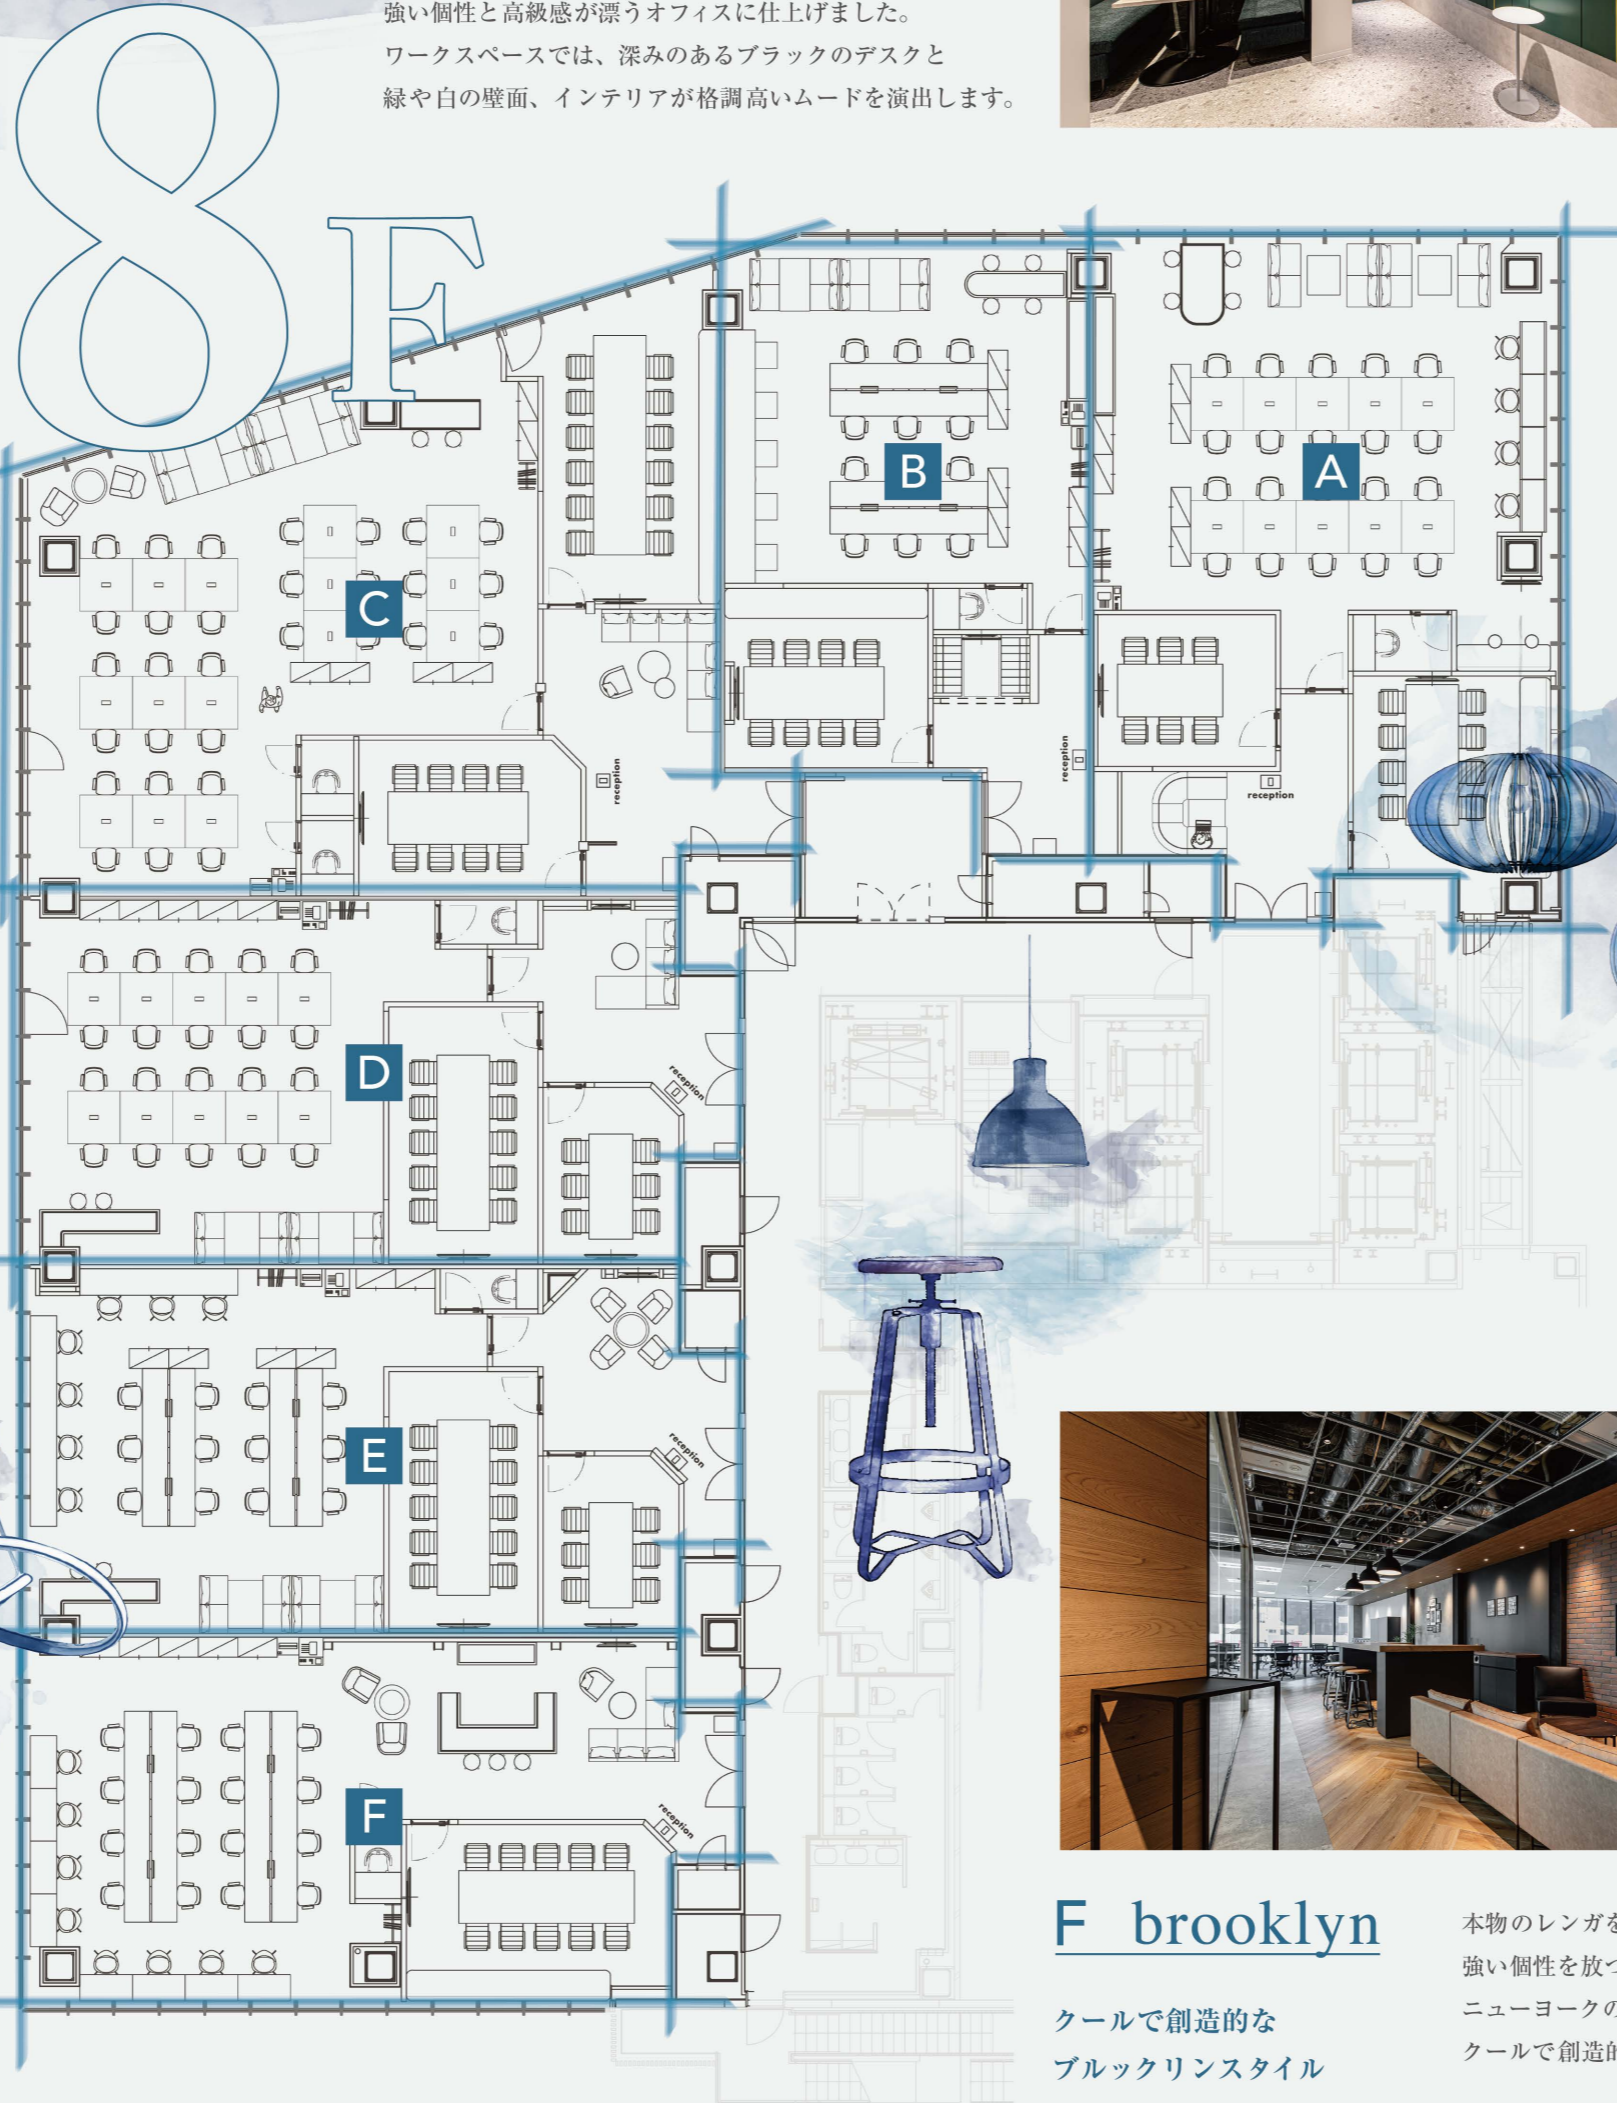 強い個性と高級感が漂うオフィスに仕上げました。
ワークスペースでは、深みのあるブラックのデスクと
緑や白の壁面、インテリアが格調高いムードを演出します。
8F
B
A
C
reception
reception
reception
D
reception
E
reception
F
reception
F brooklyn
クールで創造的な
ブルックリンスタイル
本物のレンガを
強い個性を放つ
ニューヨークの
クールで創造的